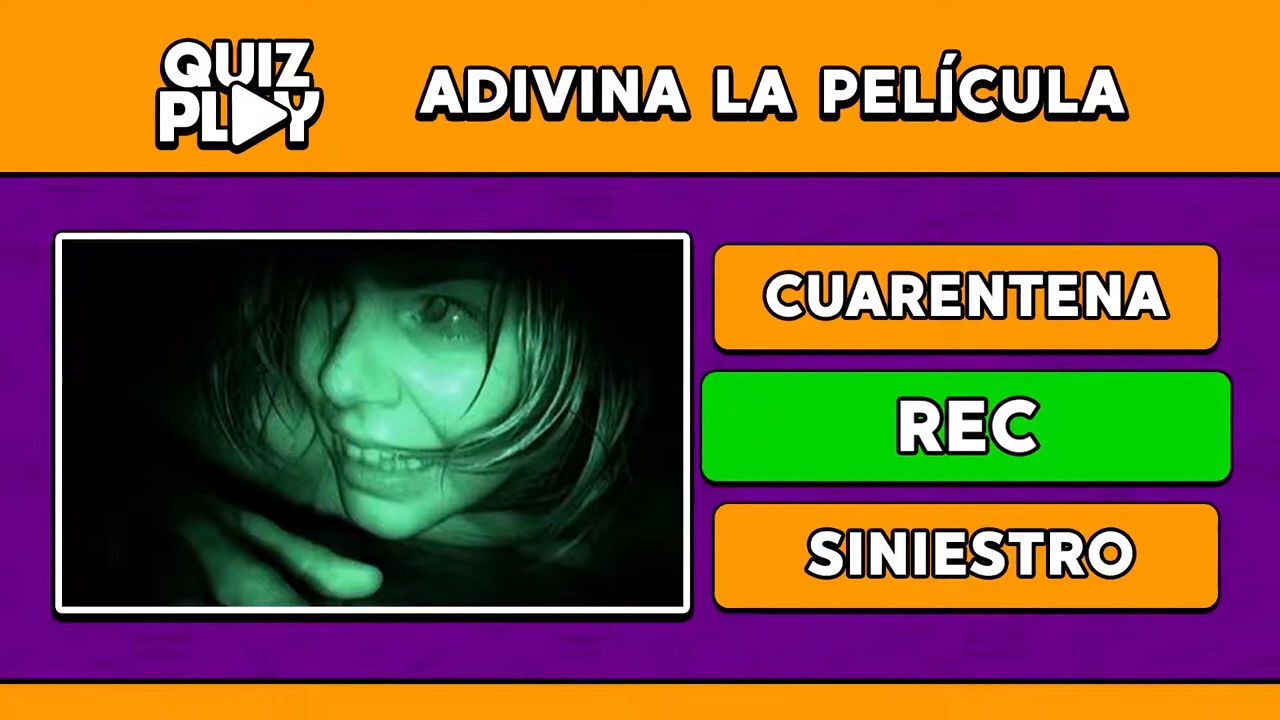 QUIZ
PLAY
ADIVINA LA PELÍCULA
CUARENTENA
REC
SINIESTRO